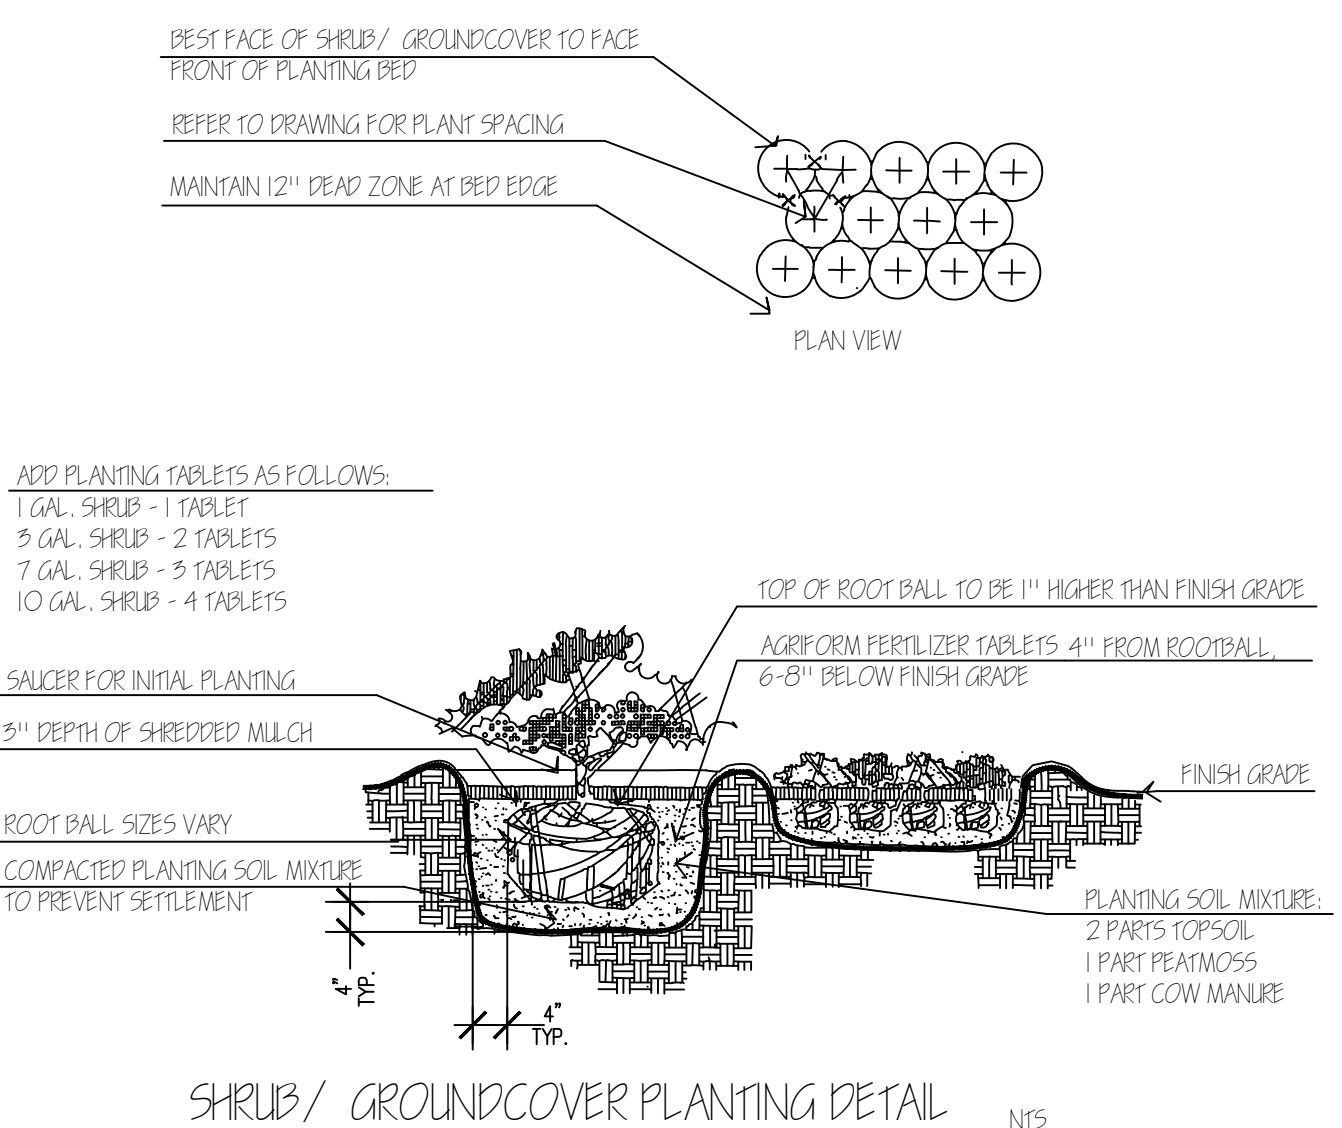 BEST FACE OF SHRUB/ GROUNDCOVER TO FACE
FRONT OF PLANTING BED
REFER TO DRAWING FOR PLANT SPACING
MAINTAIN 12" DEAD ZONE AT BED EDGE
'X'
'X'
'X'
PLAN VIEW
ADD PLANTING TABLETS AS FOLLOWS:
1 GAL. SHRUB - 1 TABLET
3 GAL. SHRUB - 2 TABLETS
7 GAL. SHRUB - 3 TABLETS
10 GAL. SHRUB - 4 TABLETS
TOP OF ROOT BALL TO BE 1" HIGHER THAN FINISH GRADE
AGRIFORM FERTILIZER TABLETS 4" FROM ROOTBALL,
6-8" BELOW FINISH GRADE
SAUCER FOR INITIAL PLANTING
3" DEPTH OF SHREDDED MULCH
FINISH GRADE
ROOT BALL SIZES VARY
COMPACTED PLANTING SOIL MIXTURE
TO PREVENT SETTLEMENT
PLANTING SOIL MIXTURE:
2 PARTS TOPSOIL
1 PART PEATMOSS
1 PART COW MANURE
4"
TYP.
4"
TYP.
SHRUB/ GROUNDCOVER PLANTING DETAIL
NTS